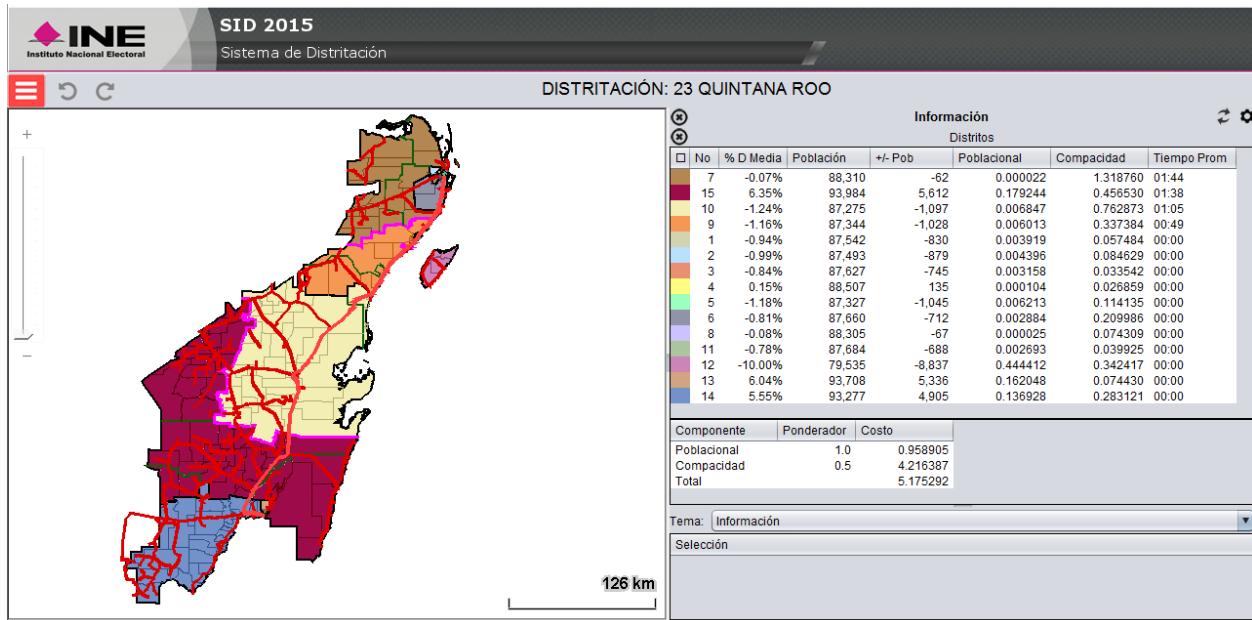 INE
Instituto Nacional Electoral
SID 2015
Sistema de Distritación
DISTRITACIÓN: 23 QUINTANA ROO
+
−
126 km
Información
Distritos
No % D Media Población +/- Pob Poblacional Compacidad Tiempo Prom
7 -0.07% 88,310 -62 0.000022 1.318760 01:44
15 6.35% 93,984 5,612 0.179244 0.456530 01:38
10 -1.24% 87,275 -1,097 0.006847 0.762873 01:05
9 -1.16% 87,344 -1,028 0.006013 0.337384 00:49
1 -0.94% 87,542 -830 0.003919 0.057484 00:00
2 -0.99% 87,493 -879 0.004396 0.084629 00:00
3 -0.84% 87,627 -745 0.003158 0.033542 00:00
4 0.15% 88,507 135 0.000104 0.026859 00:00
5 -1.18% 87,327 -1,045 0.006213 0.114135 00:00
6 -0.81% 87,660 -712 0.002884 0.209986 00:00
8 -0.08% 88,305 -67 0.000025 0.074309 00:00
11 -0.78% 87,684 -688 0.002693 0.039925 00:00
12 -10.00% 79,535 -8,837 0.444412 0.342417 00:00
13 6.04% 93,708 5,336 0.162048 0.074430 00:00
14 5.55% 93,277 4,905 0.136928 0.283121 00:00
Componente Ponderador Costo
Poblacional 1.0 0.958905
Compacidad 0.5 4.216387
Total 5.175292
Tema: Información
Selección